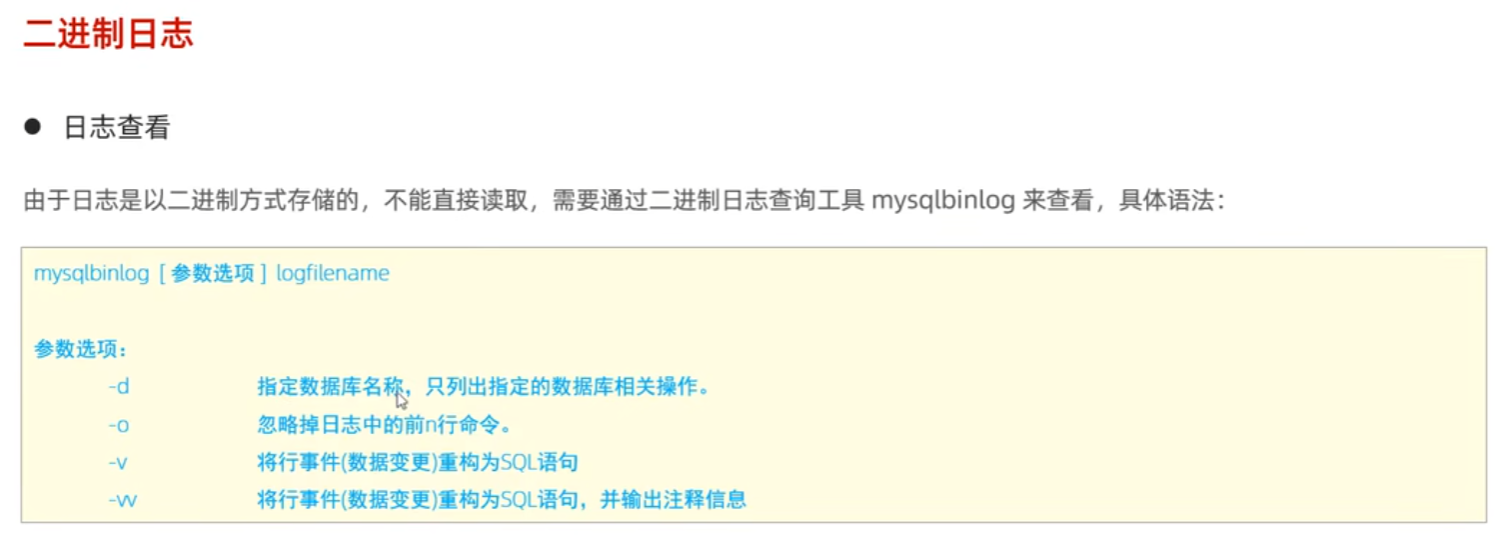 二进制日志
● 日志查看
由于日志是以二进制方式存储的，不能直接读取，需要通过二进制日志查询工具 mysqlbinlog 来查看，具体语法：
mysqlbinlog [ 参数选项 ] logfilename
参数选项：
-d 指定数据库名称，只列出指定的数据库相关操作。
-o 忽略掉日志中的前n行命令。
-v 将行事件(数据变更)重构为SQL语句
-vv 将行事件(数据变更)重构为SQL语句，并输出注释信息